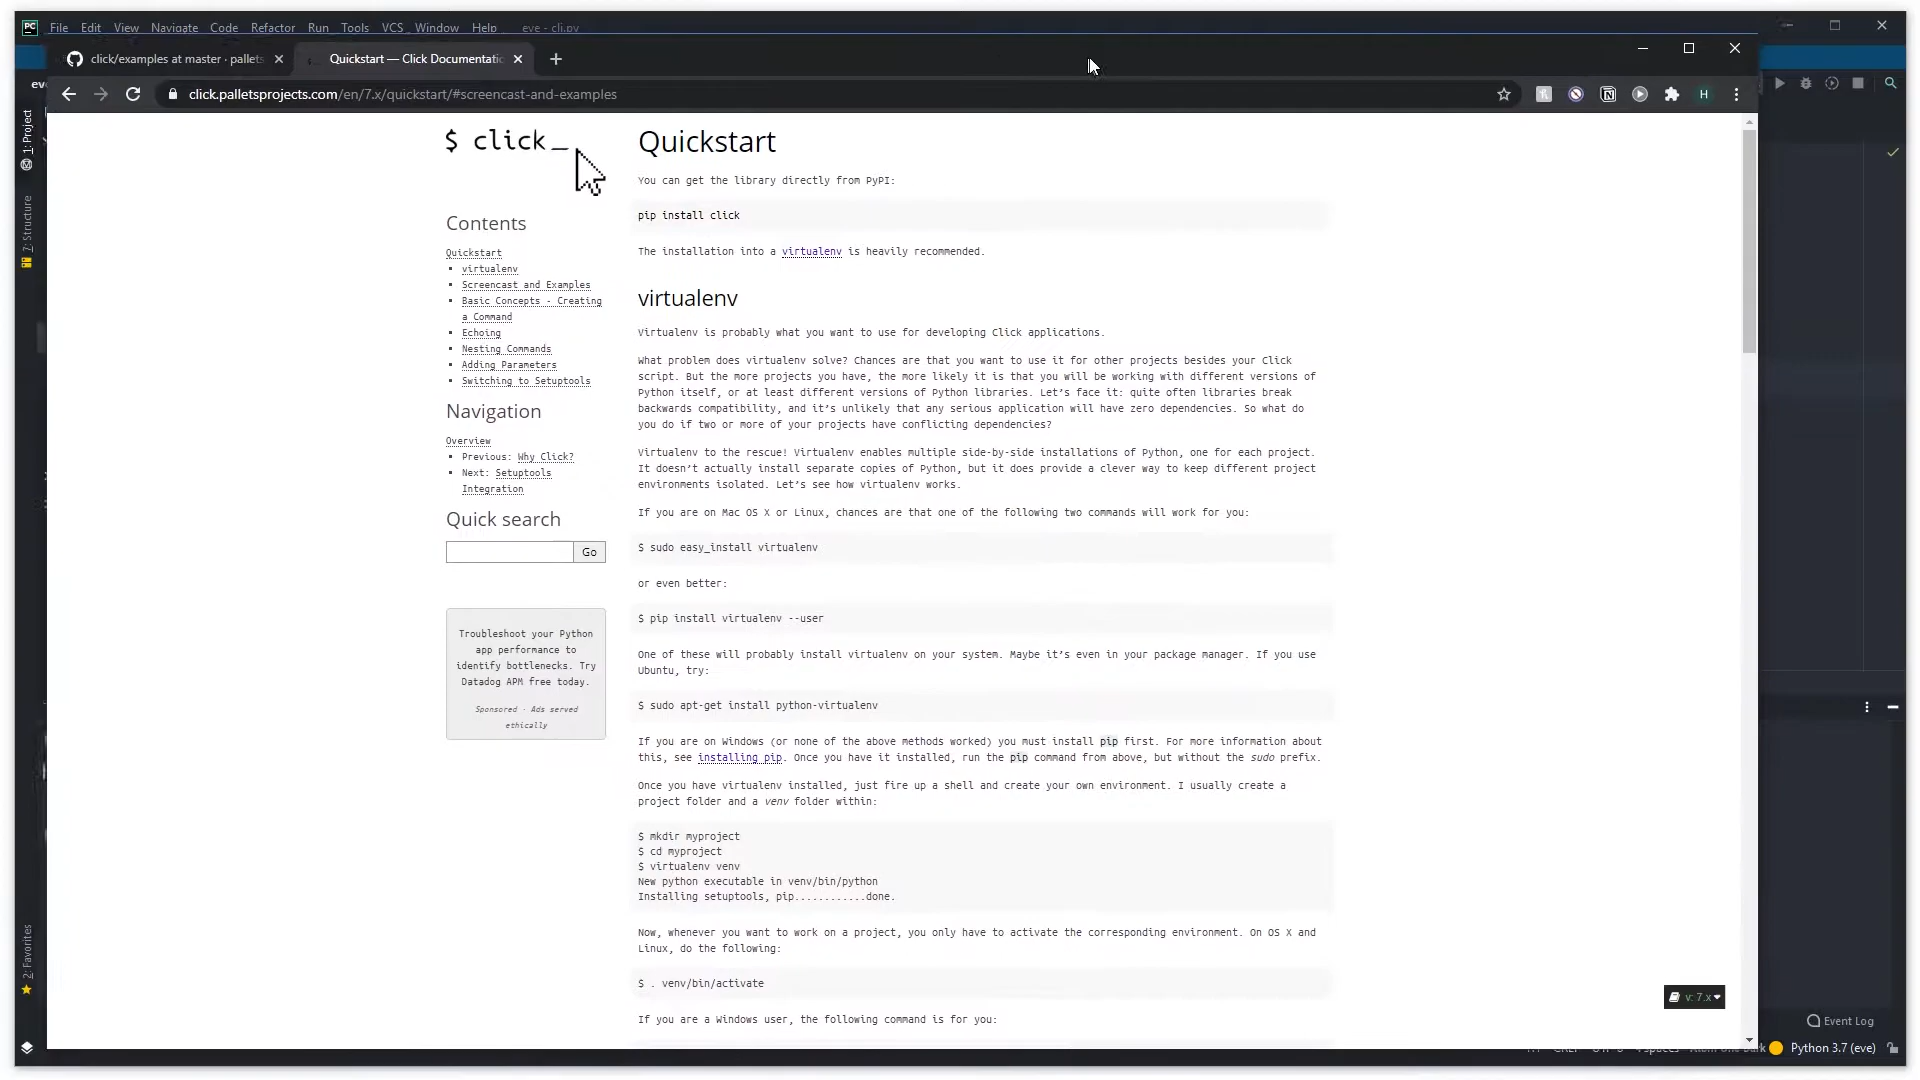 File Edit View Navigate Code Refactor Run Tools VCS Window Help eve - cli.py
click/examples at master · pallets
Quickstart — Click Documentatio
eve
click.palletsprojects.com/en/7.x/quickstart/#screencast-and-examples
H
1: Project
7: Structure
2: Favorites
$ click_
Contents
Quickstart
virtualenv
Screencast and Examples
Basic Concepts - Creating
a Command
Echoing
Nesting Commands
Adding Parameters
Switching to Setuptools
Navigation
Overview
Previous: Why Click?
Next: Setuptools
Integration
Quick search
Go
Troubleshoot your Python
app performance to
identify bottlenecks. Try
Datadog APM free today.
Sponsored · Ads served
ethically
Quickstart
You can get the library directly from PyPI:
pip install click
The installation into a virtualenv is heavily recommended.
virtualenv
Virtualenv is probably what you want to use for developing Click applications.
What problem does virtualenv solve? Chances are that you want to use it for other projects besides your Click
script. But the more projects you have, the more likely it is that you will be working with different versions of
Python itself, or at least different versions of Python libraries. Let’s face it: quite often libraries break
backwards compatibility, and it’s unlikely that any serious application will have zero dependencies. So what do
you do if two or more of your projects have conflicting dependencies?
Virtualenv to the rescue! Virtualenv enables multiple side-by-side installations of Python, one for each project.
It doesn’t actually install separate copies of Python, but it does provide a clever way to keep different project
environments isolated. Let’s see how virtualenv works.
If you are on Mac OS X or Linux, chances are that one of the following two commands will work for you:
$ sudo easy_install virtualenv
or even better:
$ pip install virtualenv --user
One of these will probably install virtualenv on your system. Maybe it’s even in your package manager. If you use
Ubuntu, try:
$ sudo apt-get install python-virtualenv
If you are on Windows (or none of the above methods worked) you must install pip first. For more information about
this, see installing pip. Once you have it installed, run the pip command from above, but without the sudo prefix.
Once you have virtualenv installed, just fire up a shell and create your own environment. I usually create a
project folder and a venv folder within:
$ mkdir myproject
$ cd myproject
$ virtualenv venv
New python executable in venv/bin/python
Installing setuptools, pip............done.
Now, whenever you want to work on a project, you only have to activate the corresponding environment. On OS X and
Linux, do the following:
$ . venv/bin/activate
If you are a Windows user, the following command is for you:
v: 7.x
Event Log
Python 3.7 (eve)